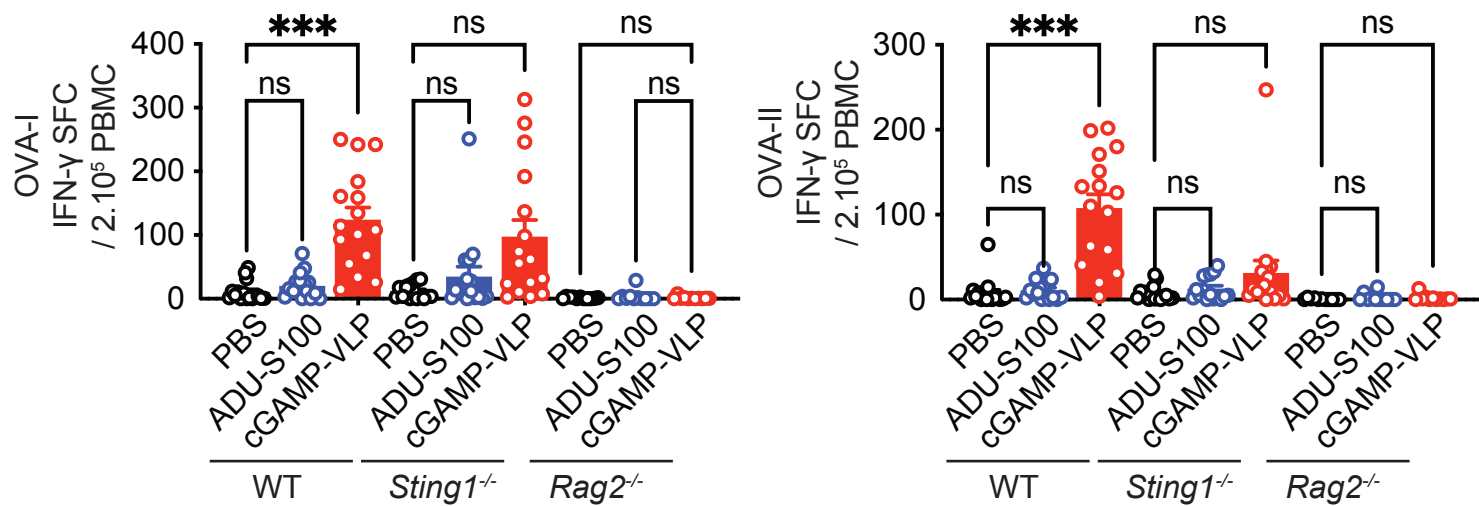 OVA-I
IFN-γ SFC
/ 2.10⁵ PBMC
400
300
200
100
0
***
ns
ns
ns
ns
ns
PBS
ADU-S100
cGAMP-VLP
PBS
ADU-S100
cGAMP-VLP
PBS
ADU-S100
cGAMP-VLP
WT
Sting1⁻/⁻
Rag2⁻/⁻
OVA-II
IFN-γ SFC
/ 2.10⁵ PBMC
300
200
100
0
***
ns
ns
ns
ns
ns
PBS
ADU-S100
cGAMP-VLP
PBS
ADU-S100
cGAMP-VLP
PBS
ADU-S100
cGAMP-VLP
WT
Sting1⁻/⁻
Rag2⁻/⁻